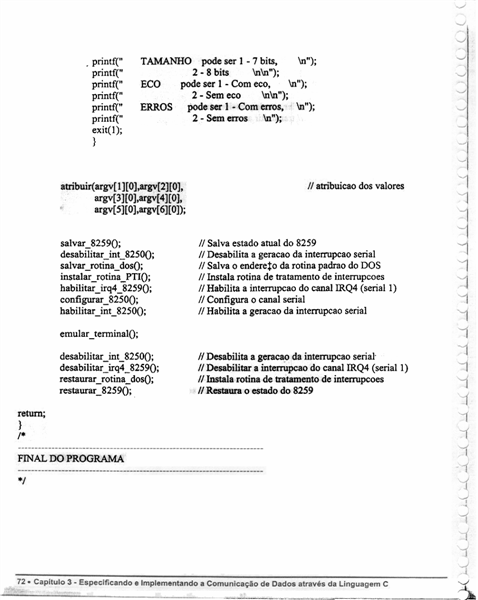 printf(" TAMANHO pode ser 1 - 7 bits, \n");
printf(" 2 - 8 bits \n\n");
printf(" ECO pode ser 1 - Com eco, \n");
printf(" 2 - Sem eco \n\n");
printf(" ERROS pode ser 1 - Com erros, \n");
printf(" 2 - Sem erros \n");
exit(1);
}
atribuir(argv[1][0],argv[2][0], // atribuicao dos valores
argv[3][0],argv[4][0],
argv[5][0],argv[6][0]);
salvar_8259(); // Salva estado atual do 8259
desabilitar_int_8250(); // Desabilita a geracao da interrupcao serial
salvar_rotina_dos(); // Salva o endere‡o da rotina padrao do DOS
instalar_rotina_PTI(); // Instala rotina de tratamento de interrupcoes
habilitar_irq4_8259(); // Habilita a interrupcao do canal IRQ4 (serial 1)
configurar_8250(); // Configura o canal serial
habilitar_int_8250(); // Habilita a geracao da interrupcao serial
emular_terminal();
desabilitar_int_8250(); // Desabilita a geracao da interrupcao serial
desabilitar_irq4_8259(); // Desabilitar a interrupcao do canal IRQ4 (serial 1)
restaurar_rotina_dos(); // Instala rotina de tratamento de interrupcoes
restaurar_8259(); // Restaura o estado do 8259
return;
}
/*
--------------------------------------------------------------------------------
FINAL DO PROGRAMA
--------------------------------------------------------------------------------
*/
72 • Capítulo 3 - Especificando e Implementando a Comunicação de Dados através da Linguagem C